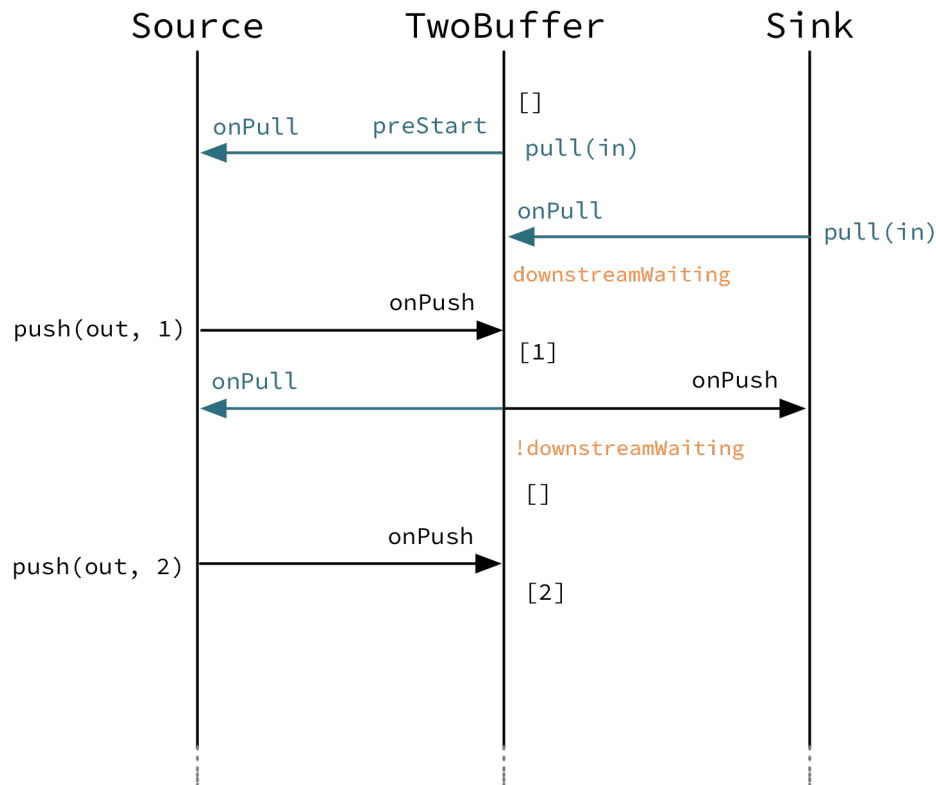 Source TwoBuffer Sink
[]
onPull preStart
pull(in)
onPull
pull(in)
downstreamWaiting
onPush
push(out, 1)
[1]
onPull onPush
!downstreamWaiting
[]
onPush
push(out, 2)
[2]